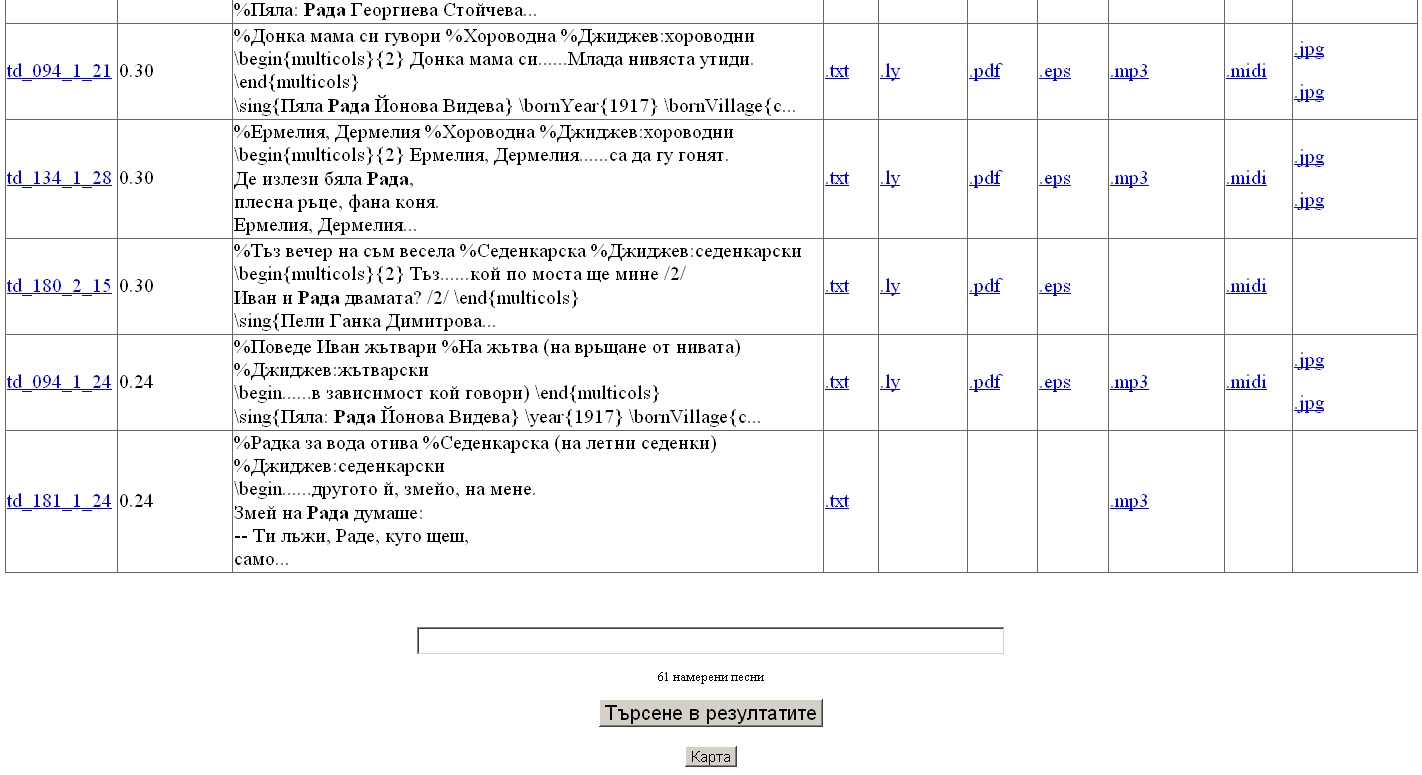 %Пяла: Рада Георгиева Стойчева...
%Донка мама си гувори %Хороводна %Джиджев:хороводни
\begin{multicols}{2} Донка мама си......Млада нивяста утиди.
td_094_1_21 0.30 .txt .ly .pdf .eps .mp3 .midi .jpg .jpg
\end{multicols}
\sing{Пяла Рада Йонова Видева} \bornYear{1917} \bornVillage{с...
%Ермелия, Дермелия %Хороводна %Джиджев:хороводни
\begin{multicols}{2} Ермелия, Дермелия......са да гу гонят.
td_134_1_28 0.30 Де излези бяла Рада, .txt .ly .pdf .eps .mp3 .midi .jpg .jpg
плесна рьце, фана коня.
Ермелия, Дермелия...
%Тъз вечер на съм весела %Седенкарска %Джиджев:седенкарски
\begin{multicols}{2} Тъз......кой по моста ще мине /2/
td_180_2_15 0.30 Иван и Рада двамата? /2/ \end{multicols} .txt .ly .pdf .eps .midi
\sing{Пели Ганка Димитрова...
%Поведе Иван жътвари %На жътва (на връщане от нивата)
%Джиджев:жътварски
td_094_1_24 0.24 \begin......в зависимост кой говори) \end{multicols} .txt .ly .pdf .eps .mp3 .midi .jpg .jpg
\sing{Пяла: Рада Йонова Видева} \year{1917} \bornVillage{с...
%Радка за вода отива %Седенкарска (на летни седенки)
%Джиджев:седенкарски
\begin......другото й, змейо, на мене.
td_181_1_24 0.24 Змей на Рада думаше: .txt .mp3
-- Ти льжи, Раде, куго щеш,
само...
61 намерени песни
Търсене в резултатите
Карта